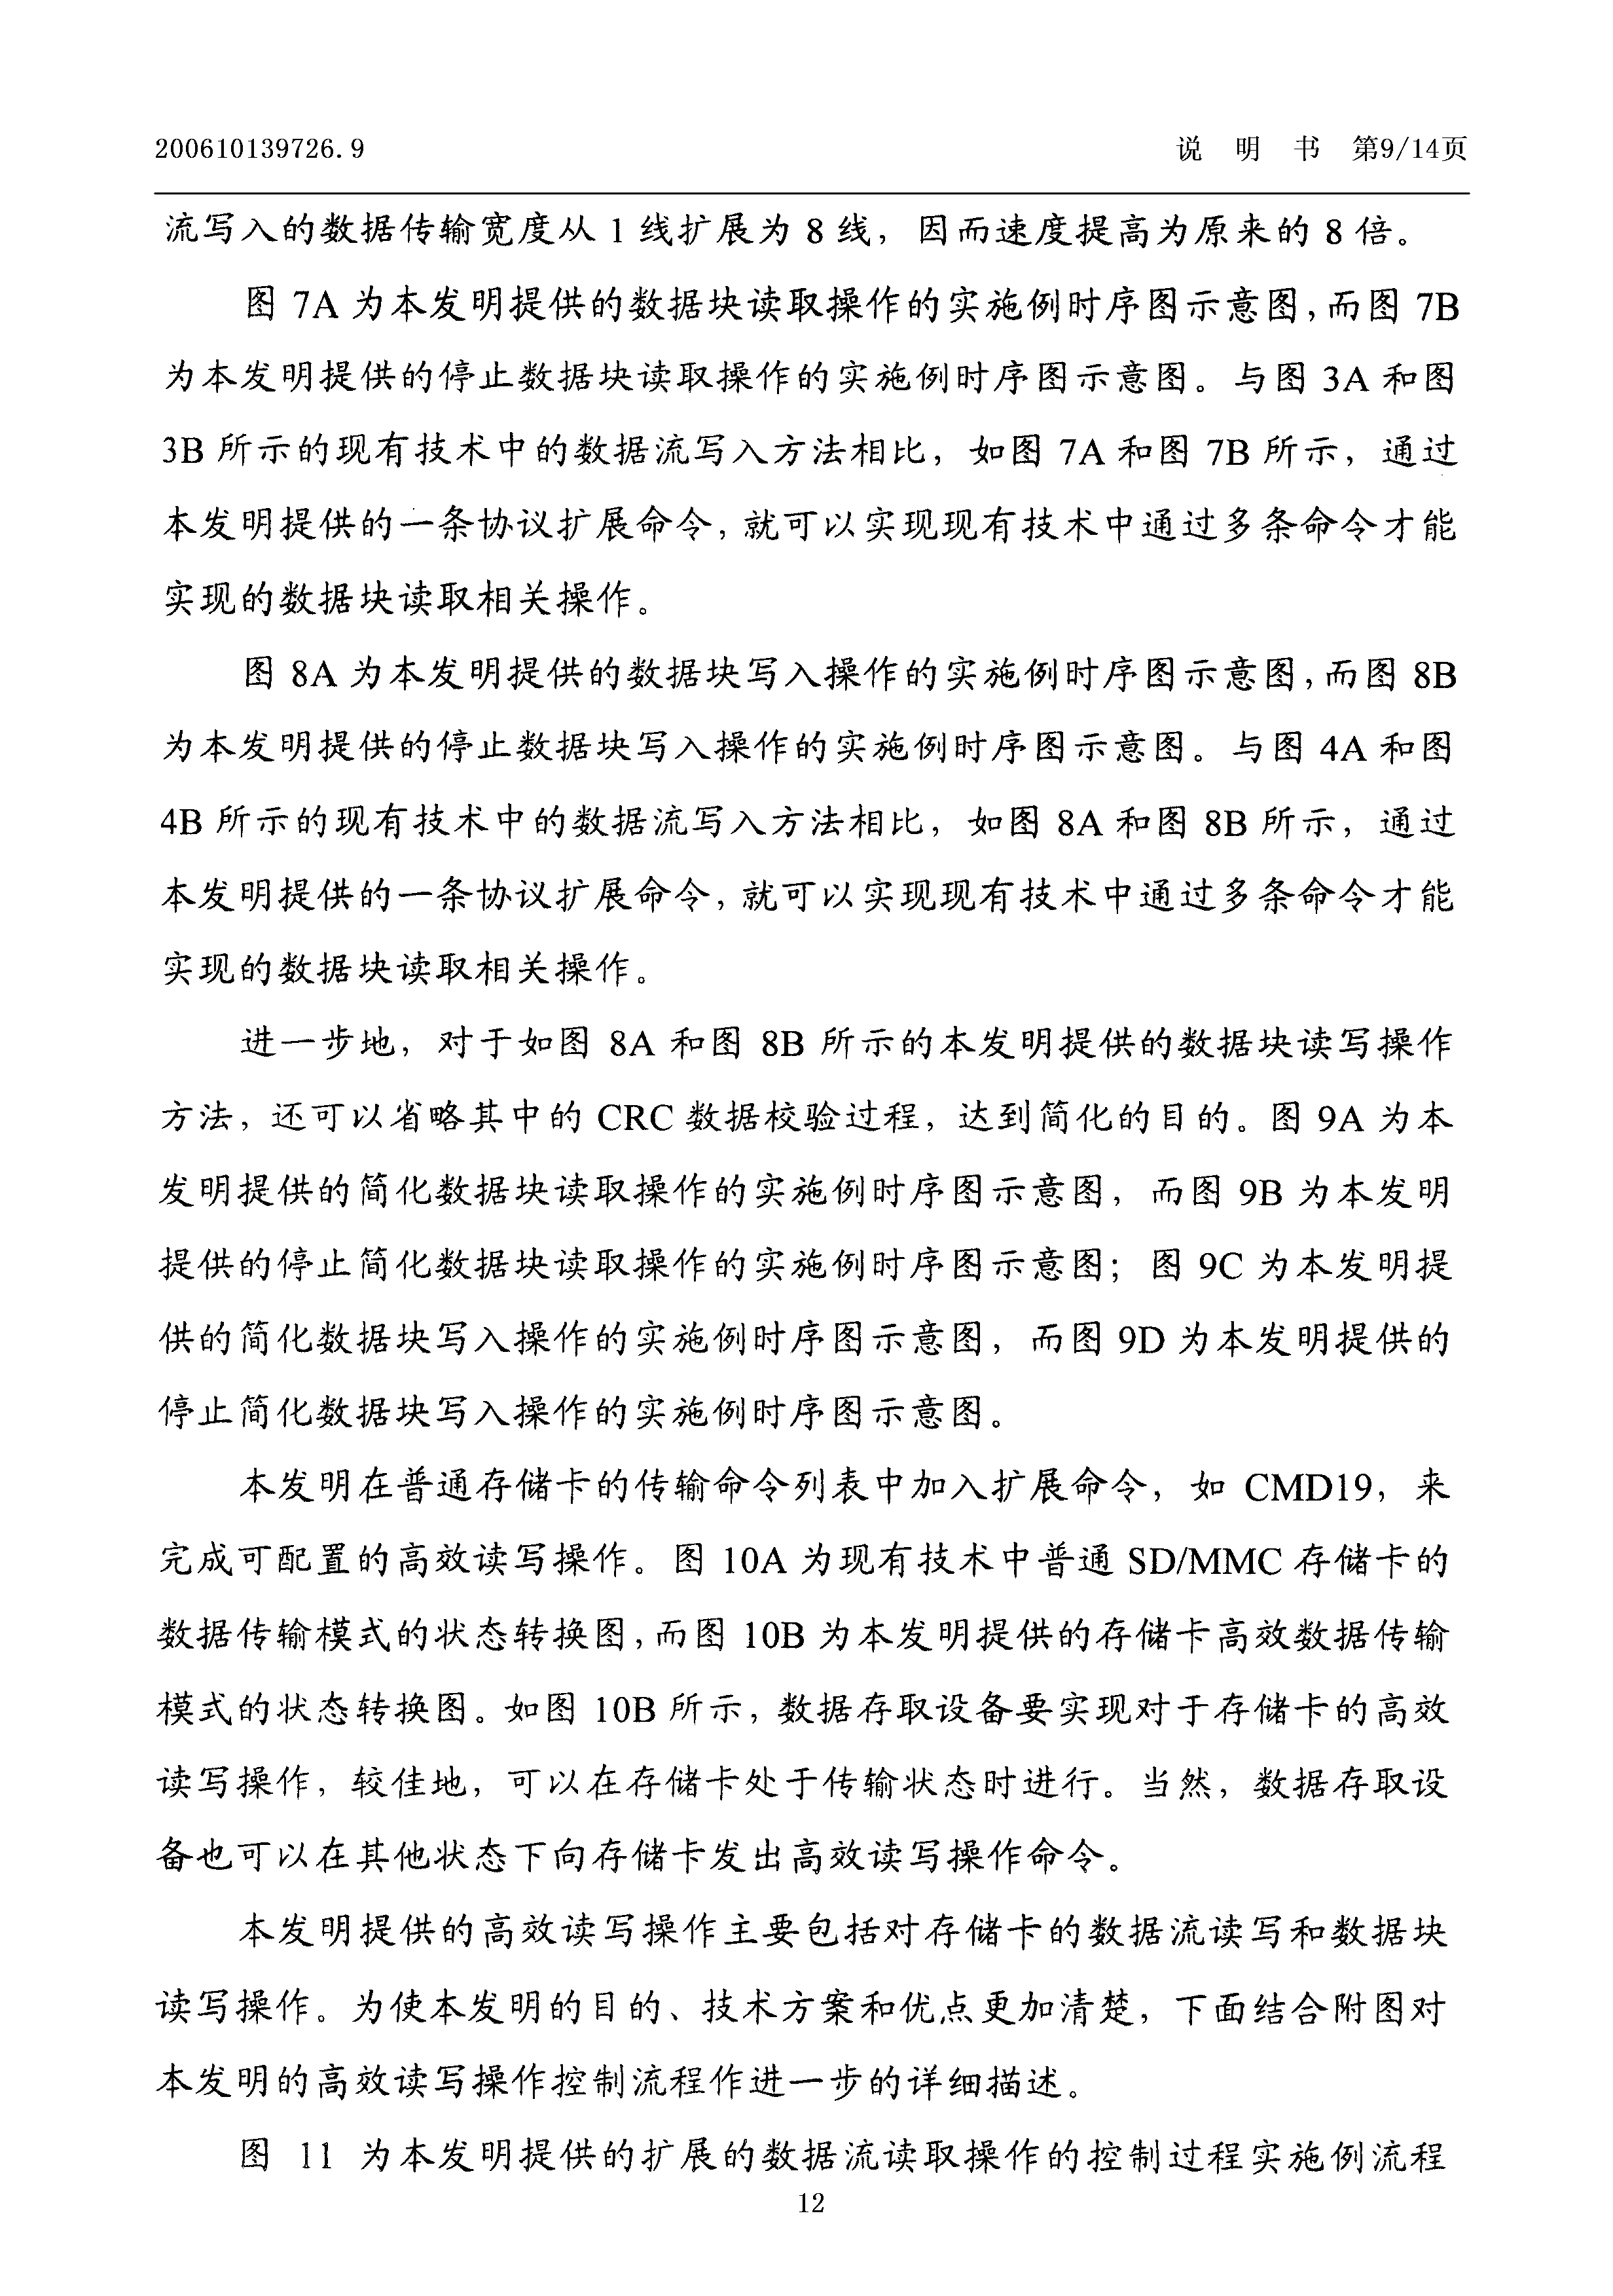 200610139726.9
说 明 书 第9/14页
流写入的数据传输宽度从 1 线扩展为 8 线，因而速度提高为原来的 8 倍。
图 7A 为本发明提供的数据块读取操作的实施例时序图示意图，而图 7B
为本发明提供的停止数据块读取操作的实施例时序图示意图。与图 3A 和图
3B 所示的现有技术中的数据流写入方法相比，如图 7A 和图 7B 所示，通过
本发明提供的一条协议扩展命令，就可以实现现有技术中通过多条命令才能
实现的数据块读取相关操作。
图 8A 为本发明提供的数据块写入操作的实施例时序图示意图，而图 8B
为本发明提供的停止数据块写入操作的实施例时序图示意图。与图 4A 和图
4B 所示的现有技术中的数据流写入方法相比，如图 8A 和图 8B 所示，通过
本发明提供的一条协议扩展命令，就可以实现现有技术中通过多条命令才能
实现的数据块读取相关操作。
进一步地，对于如图 8A 和图 8B 所示的本发明提供的数据块读写操作
方法，还可以省略其中的 CRC 数据校验过程，达到简化的目的。图 9A 为本
发明提供的简化数据块读取操作的实施例时序图示意图，而图 9B 为本发明
提供的停止简化数据块读取操作的实施例时序图示意图；图 9C 为本发明提
供的简化数据块写入操作的实施例时序图示意图，而图 9D 为本发明提供的
停止简化数据块写入操作的实施例时序图示意图。
本发明在普通存储卡的传输命令列表中加入扩展命令，如 CMD19，来
完成可配置的高效读写操作。图 10A 为现有技术中普通 SD/MMC 存储卡的
数据传输模式的状态转换图，而图 10B 为本发明提供的存储卡高效数据传输
模式的状态转换图。如图 10B 所示，数据存取设备要实现对于存储卡的高效
读写操作，较佳地，可以在存储卡处于传输状态时进行。当然，数据存取设
备也可以在其他状态下向存储卡发出高效读写操作命令。
本发明提供的高效读写操作主要包括对存储卡的数据流读写和数据块
读写操作。为使本发明的目的、技术方案和优点更加清楚，下面结合附图对
本发明的高效读写操作控制流程作进一步的详细描述。
图 11 为本发明提供的扩展的数据流读取操作的控制过程实施例流程
12